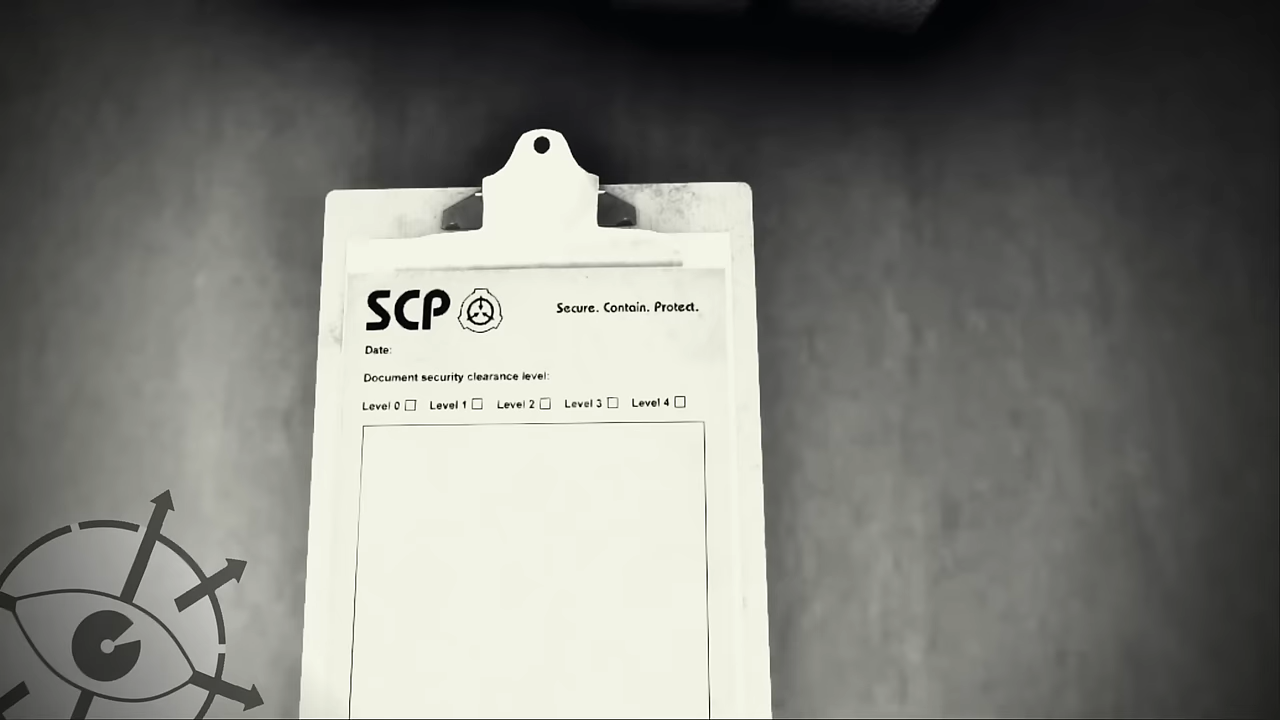 SCP
Secure. Contain. Protect.
Date:
Document security clearance level:
Level 0 Level 1 Level 2 Level 3 Level 4